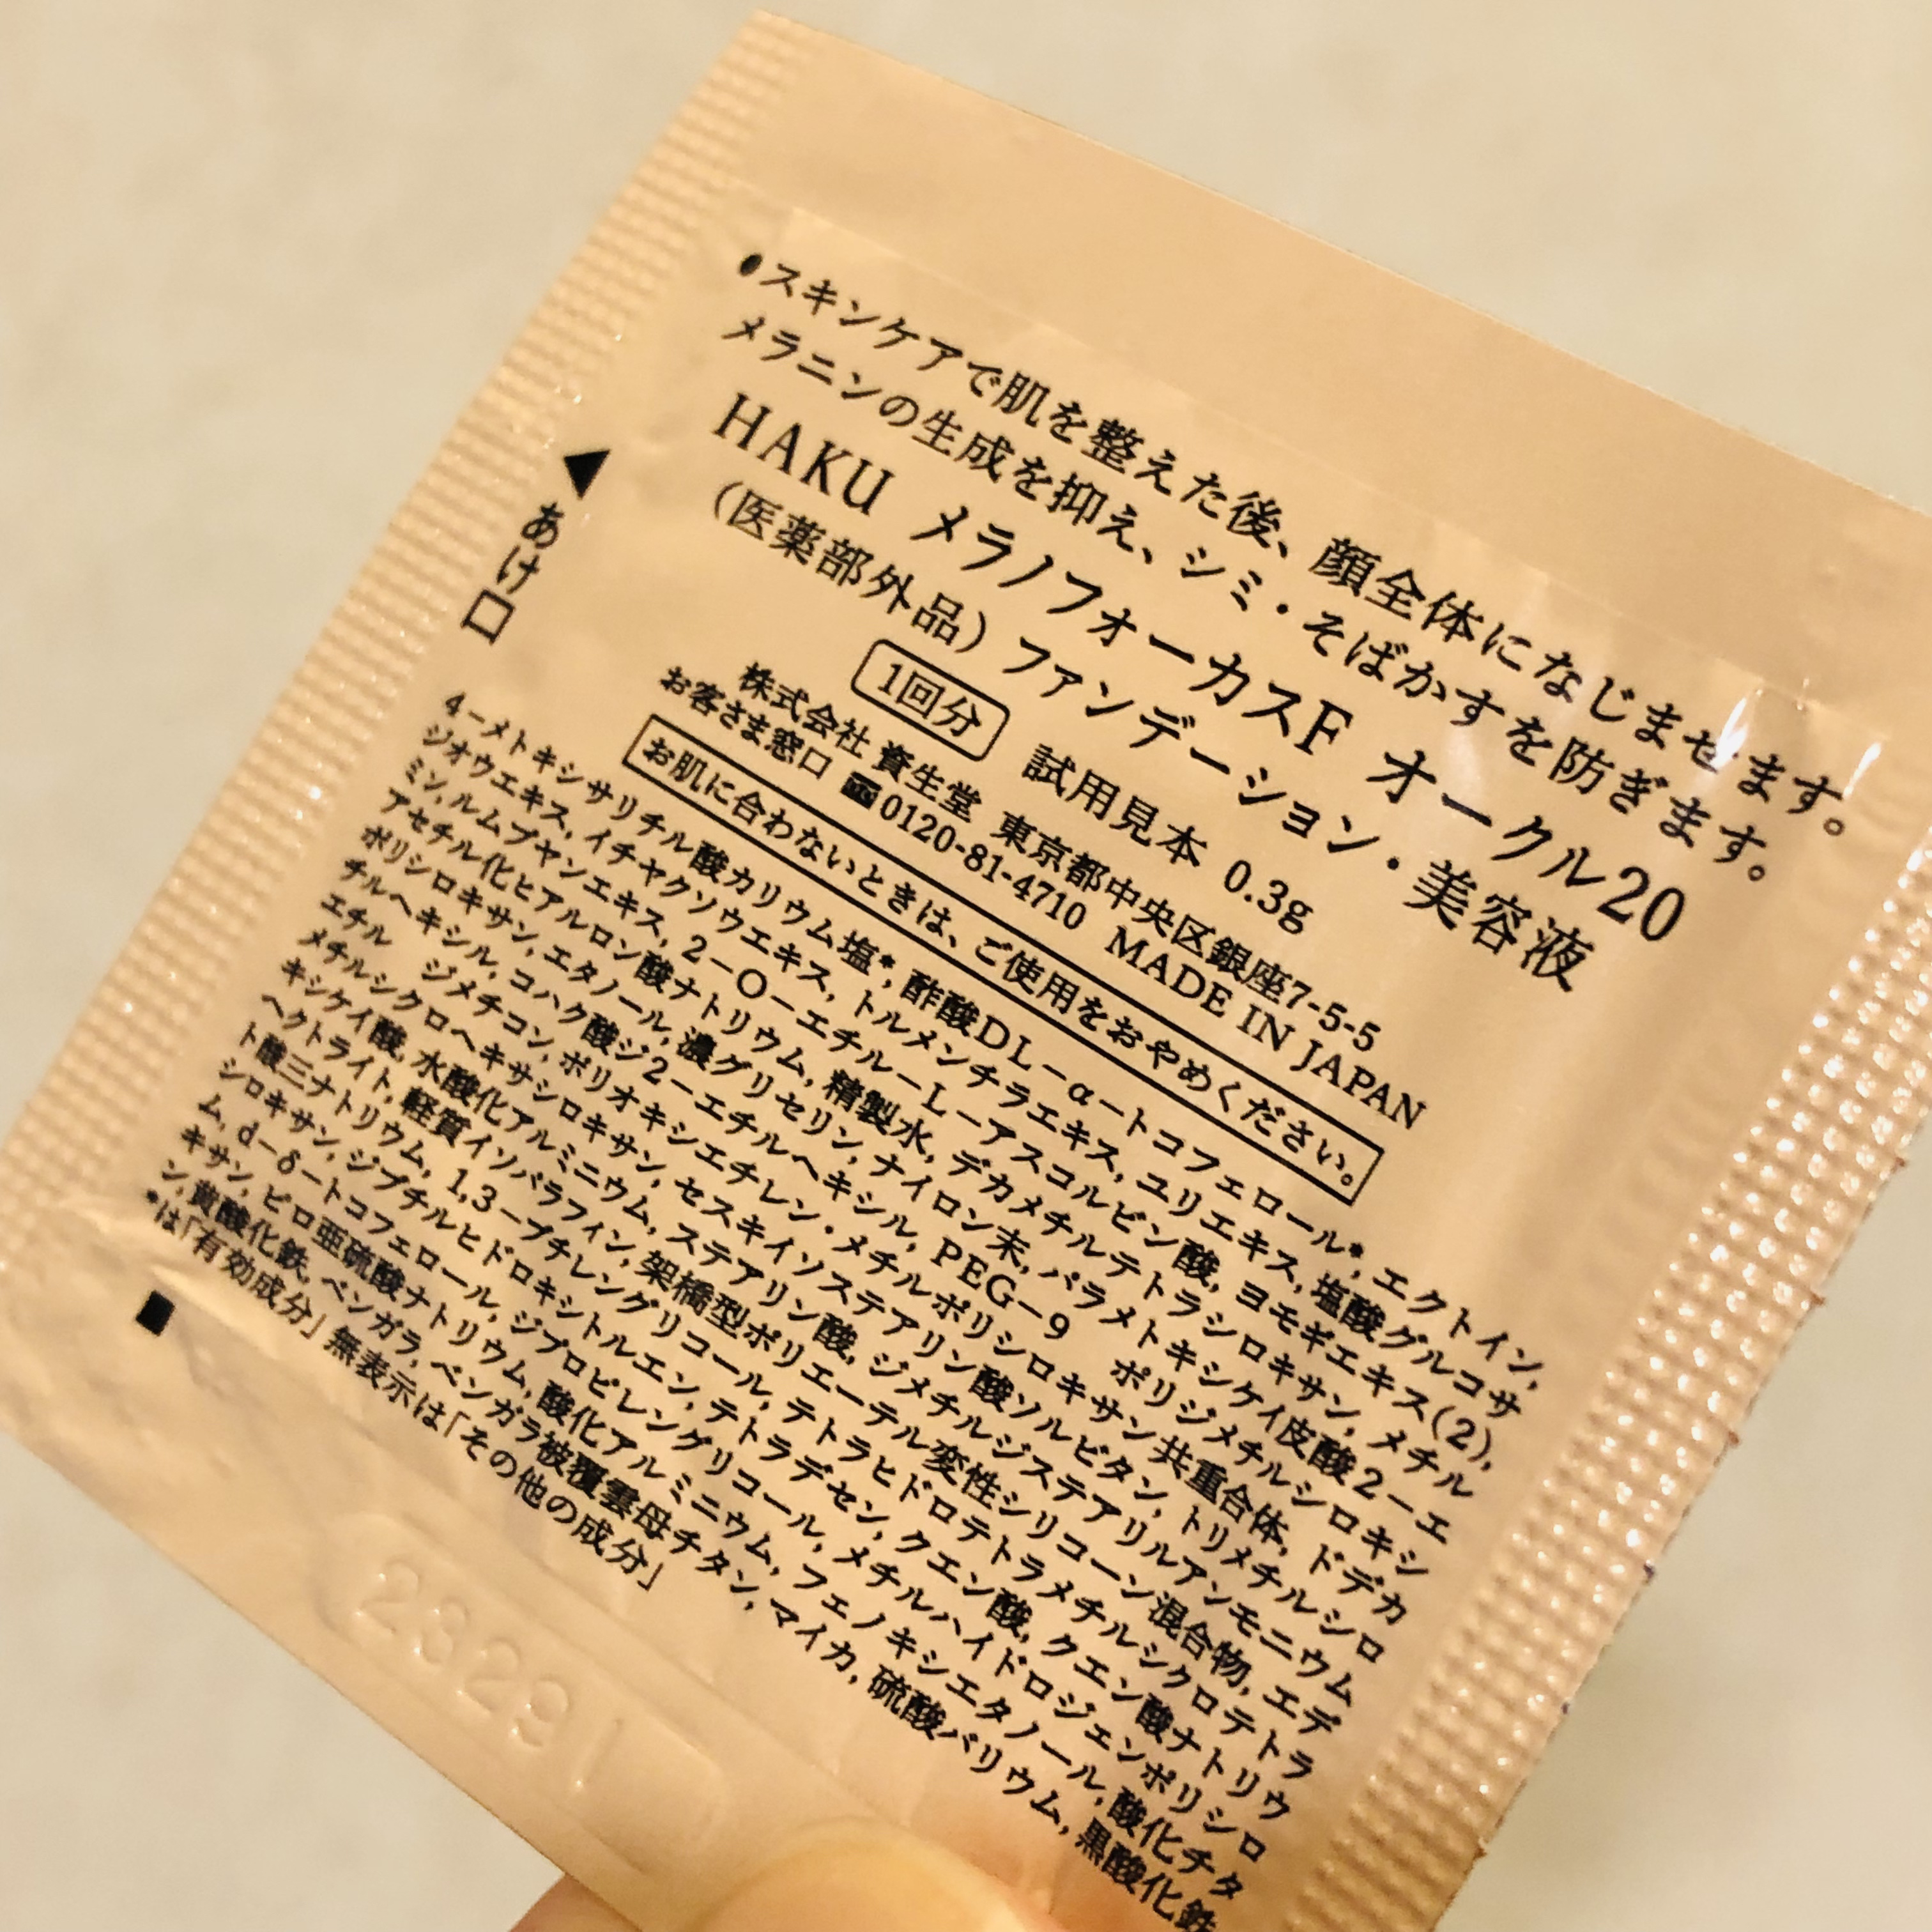 ●スキンケアで肌を整えた後、顔全体になじませます。
メラニンの生成を抑え、シミ・そばかすを防ぎます。
HAKU メラノフォーカスF オークル20
(医薬部外品) ファンデーション・美容液
1回分 試用見本 0.3g
株式会社 資生堂 東京都中央区銀座7-5-5
お客さま窓口 ☎0120-81-4710 MADE IN JAPAN
お肌に合わないときは、ご使用をおやめください。
◀あけ口
4−メトキシサリチル酸カリウム塩*, 酢酸DL−α−トコフェロール*, エクトイン,
ジオウエキス, イチヤクソウエキス, トルメンチラエキス, ユリエキス, 塩酸グルコサ
ミン, ルムプヤンエキス, 2−O−エチル−L−アスコルビン酸, ヨモギエキス(2),
アセチル化ヒアルロン酸ナトリウム, 精製水, デカメチルテトラシロキサン, メチル
ポリシロキサン, エタノール, 濃グリセリン, ナイロン末, パラメトキシケイ皮酸2−エ
チルヘキシル, コハク酸ジ2−エチルヘキシル, PEG−9 ポリジメチルシロキシ
エチル ジメチコン, ポリオキシエチレン・メチルポリシロキサン共重合体, ドデカ
メチルシクロヘキサシロキサン, セスキイソステアリン酸ソルビタン, トリメチルシロ
キシケイ酸, 水酸化アルミニウム, ステアリン酸, ジメチルジステアリルアンモニウム
ヘクトライト, 軽質イソパラフィン, 架橋型ポリエーテル変性シリコーン混合物, エデ
ト酸三ナトリウム, 1,3−ブチレングリコール, テトラヒドロテトラメチルシクロテトラ
シロキサン, ジブチルヒドロキシトルエン, テトラデセン, クエン酸, クエン酸ナトリウ
ム, d−δ−トコフェロール, ジプロピレングリコール, メチルハイドロジェンポリシロ
キサン, ピロ亜硫酸ナトリウム, 酸化アルミニウム, フェノキシエタノール, 酸化チタ
ン, 黄酸化鉄, ベンガラ, ベンガラ被覆雲母チタン, マイカ, 硫酸バリウム, 黒酸化鉄
*は「有効成分」無表示は「その他の成分」